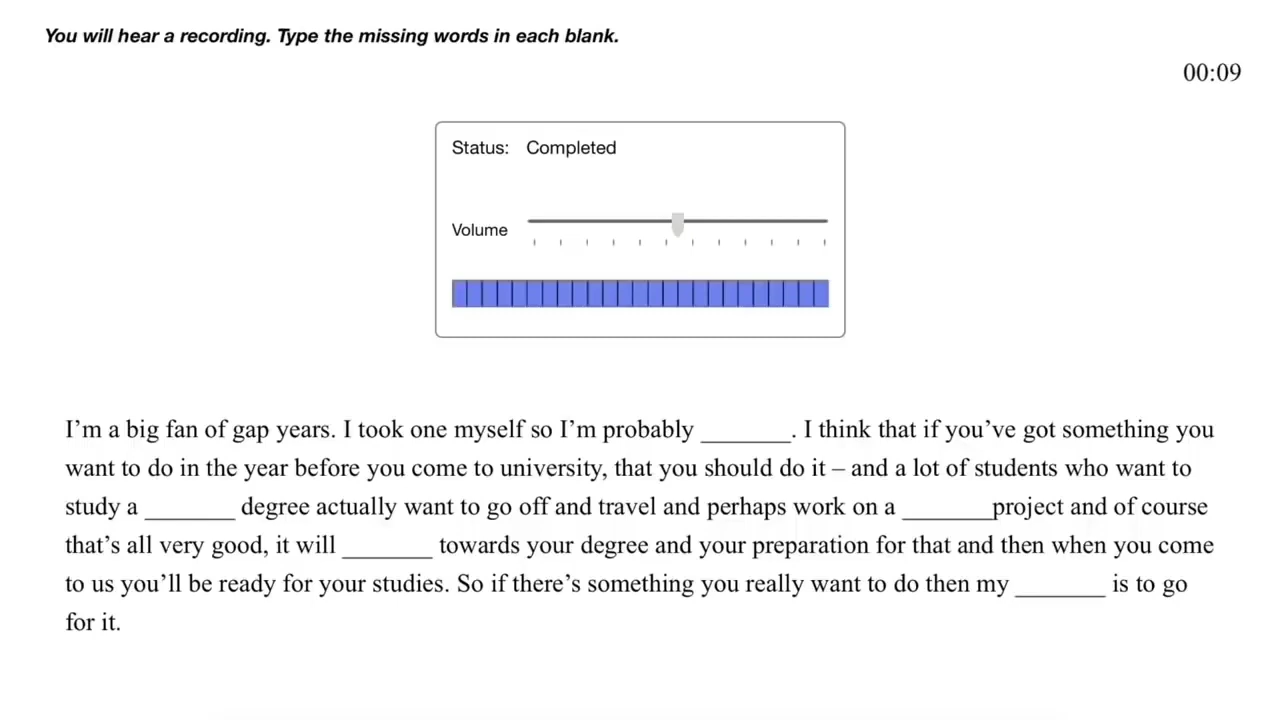 You will hear a recording. Type the missing words in each blank.
00:09
Status: Completed
Volume
I’m a big fan of gap years. I took one myself so I’m probably _______. I think that if you’ve got something you
want to do in the year before you come to university, that you should do it – and a lot of students who want to
study a _______ degree actually want to go off and travel and perhaps work on a _______project and of course
that’s all very good, it will _______ towards your degree and your preparation for that and then when you come
to us you’ll be ready for your studies. So if there’s something you really want to do then my _______ is to go
for it.